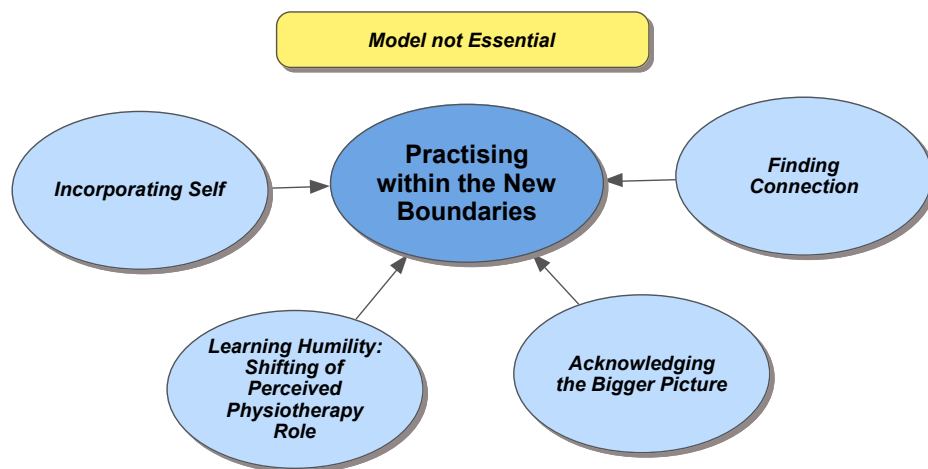 Model not Essential
Incorporating Self
Practising
within the New
Boundaries
Finding
Connection
Learning Humility:
Shifting of
Perceived
Physiotherapy
Role
Acknowledging
the Bigger Picture